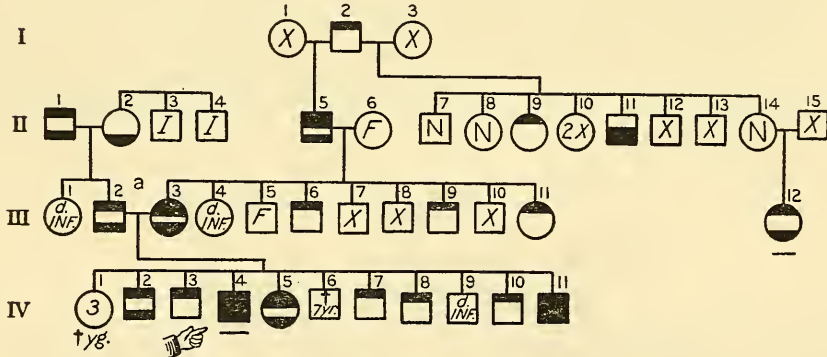 1 2 3
I X X
1 2 3 4 5 6 7 8 9 10 11 12 13 14 15
II I I F N N 2X X X N X
1 2 a 3 4 5 6 7 8 9 10 11 12
III d. INF. d. INF. F X X X
1 2 3 4 5 6 7 8 9 10 11
IV 3 † 7yr. d. INF.
† yg.